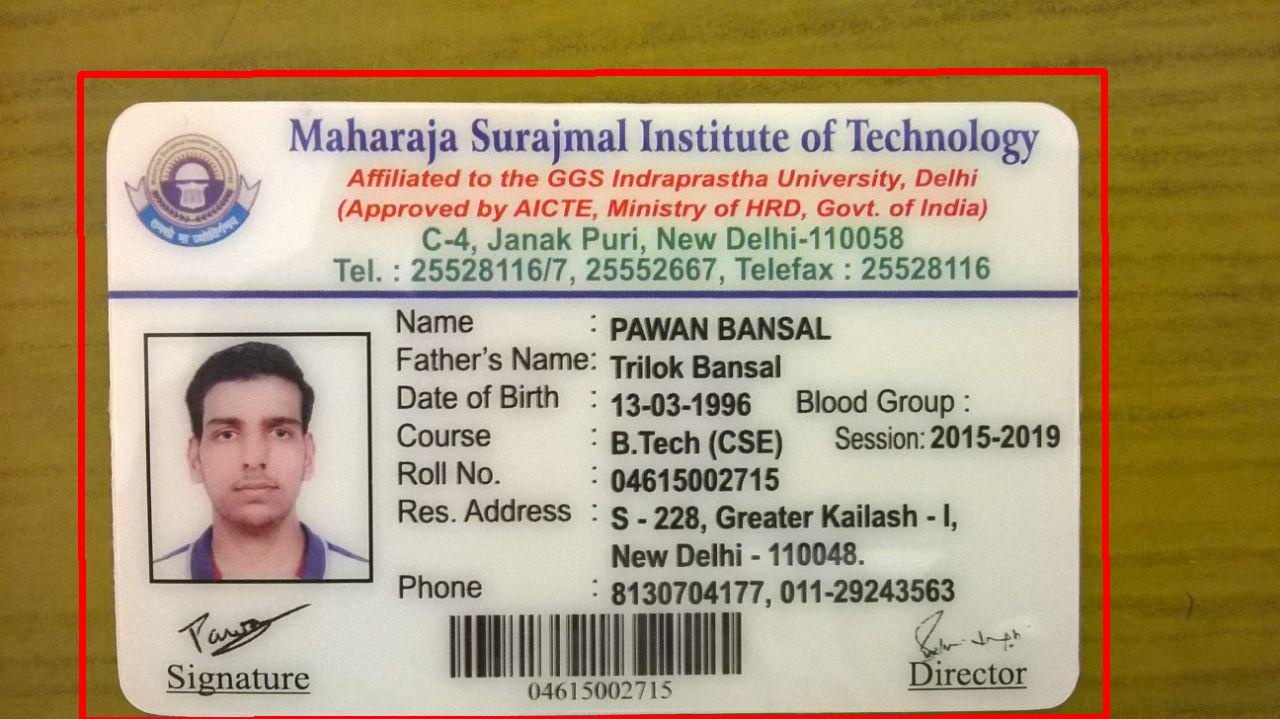 Maharaja Surajmal Institute of Technology
Affiliated to the GGS Indraprastha University, Delhi
(Approved by AICTE, Ministry of HRD, Govt. of India)
C-4, Janak Puri, New Delhi-110058
Tel. : 25528116/7, 25552667, Telefax : 25528116
Name : PAWAN BANSAL
Father's Name: Trilok Bansal
Date of Birth : 13-03-1996 Blood Group :
Course : B.Tech (CSE) Session: 2015-2019
Roll No. : 04615002715
Res. Address : S - 228, Greater Kailash - I,
New Delhi - 110048.
Phone : 8130704177, 011-29243563
Pawan
Signature
04615002715
Director